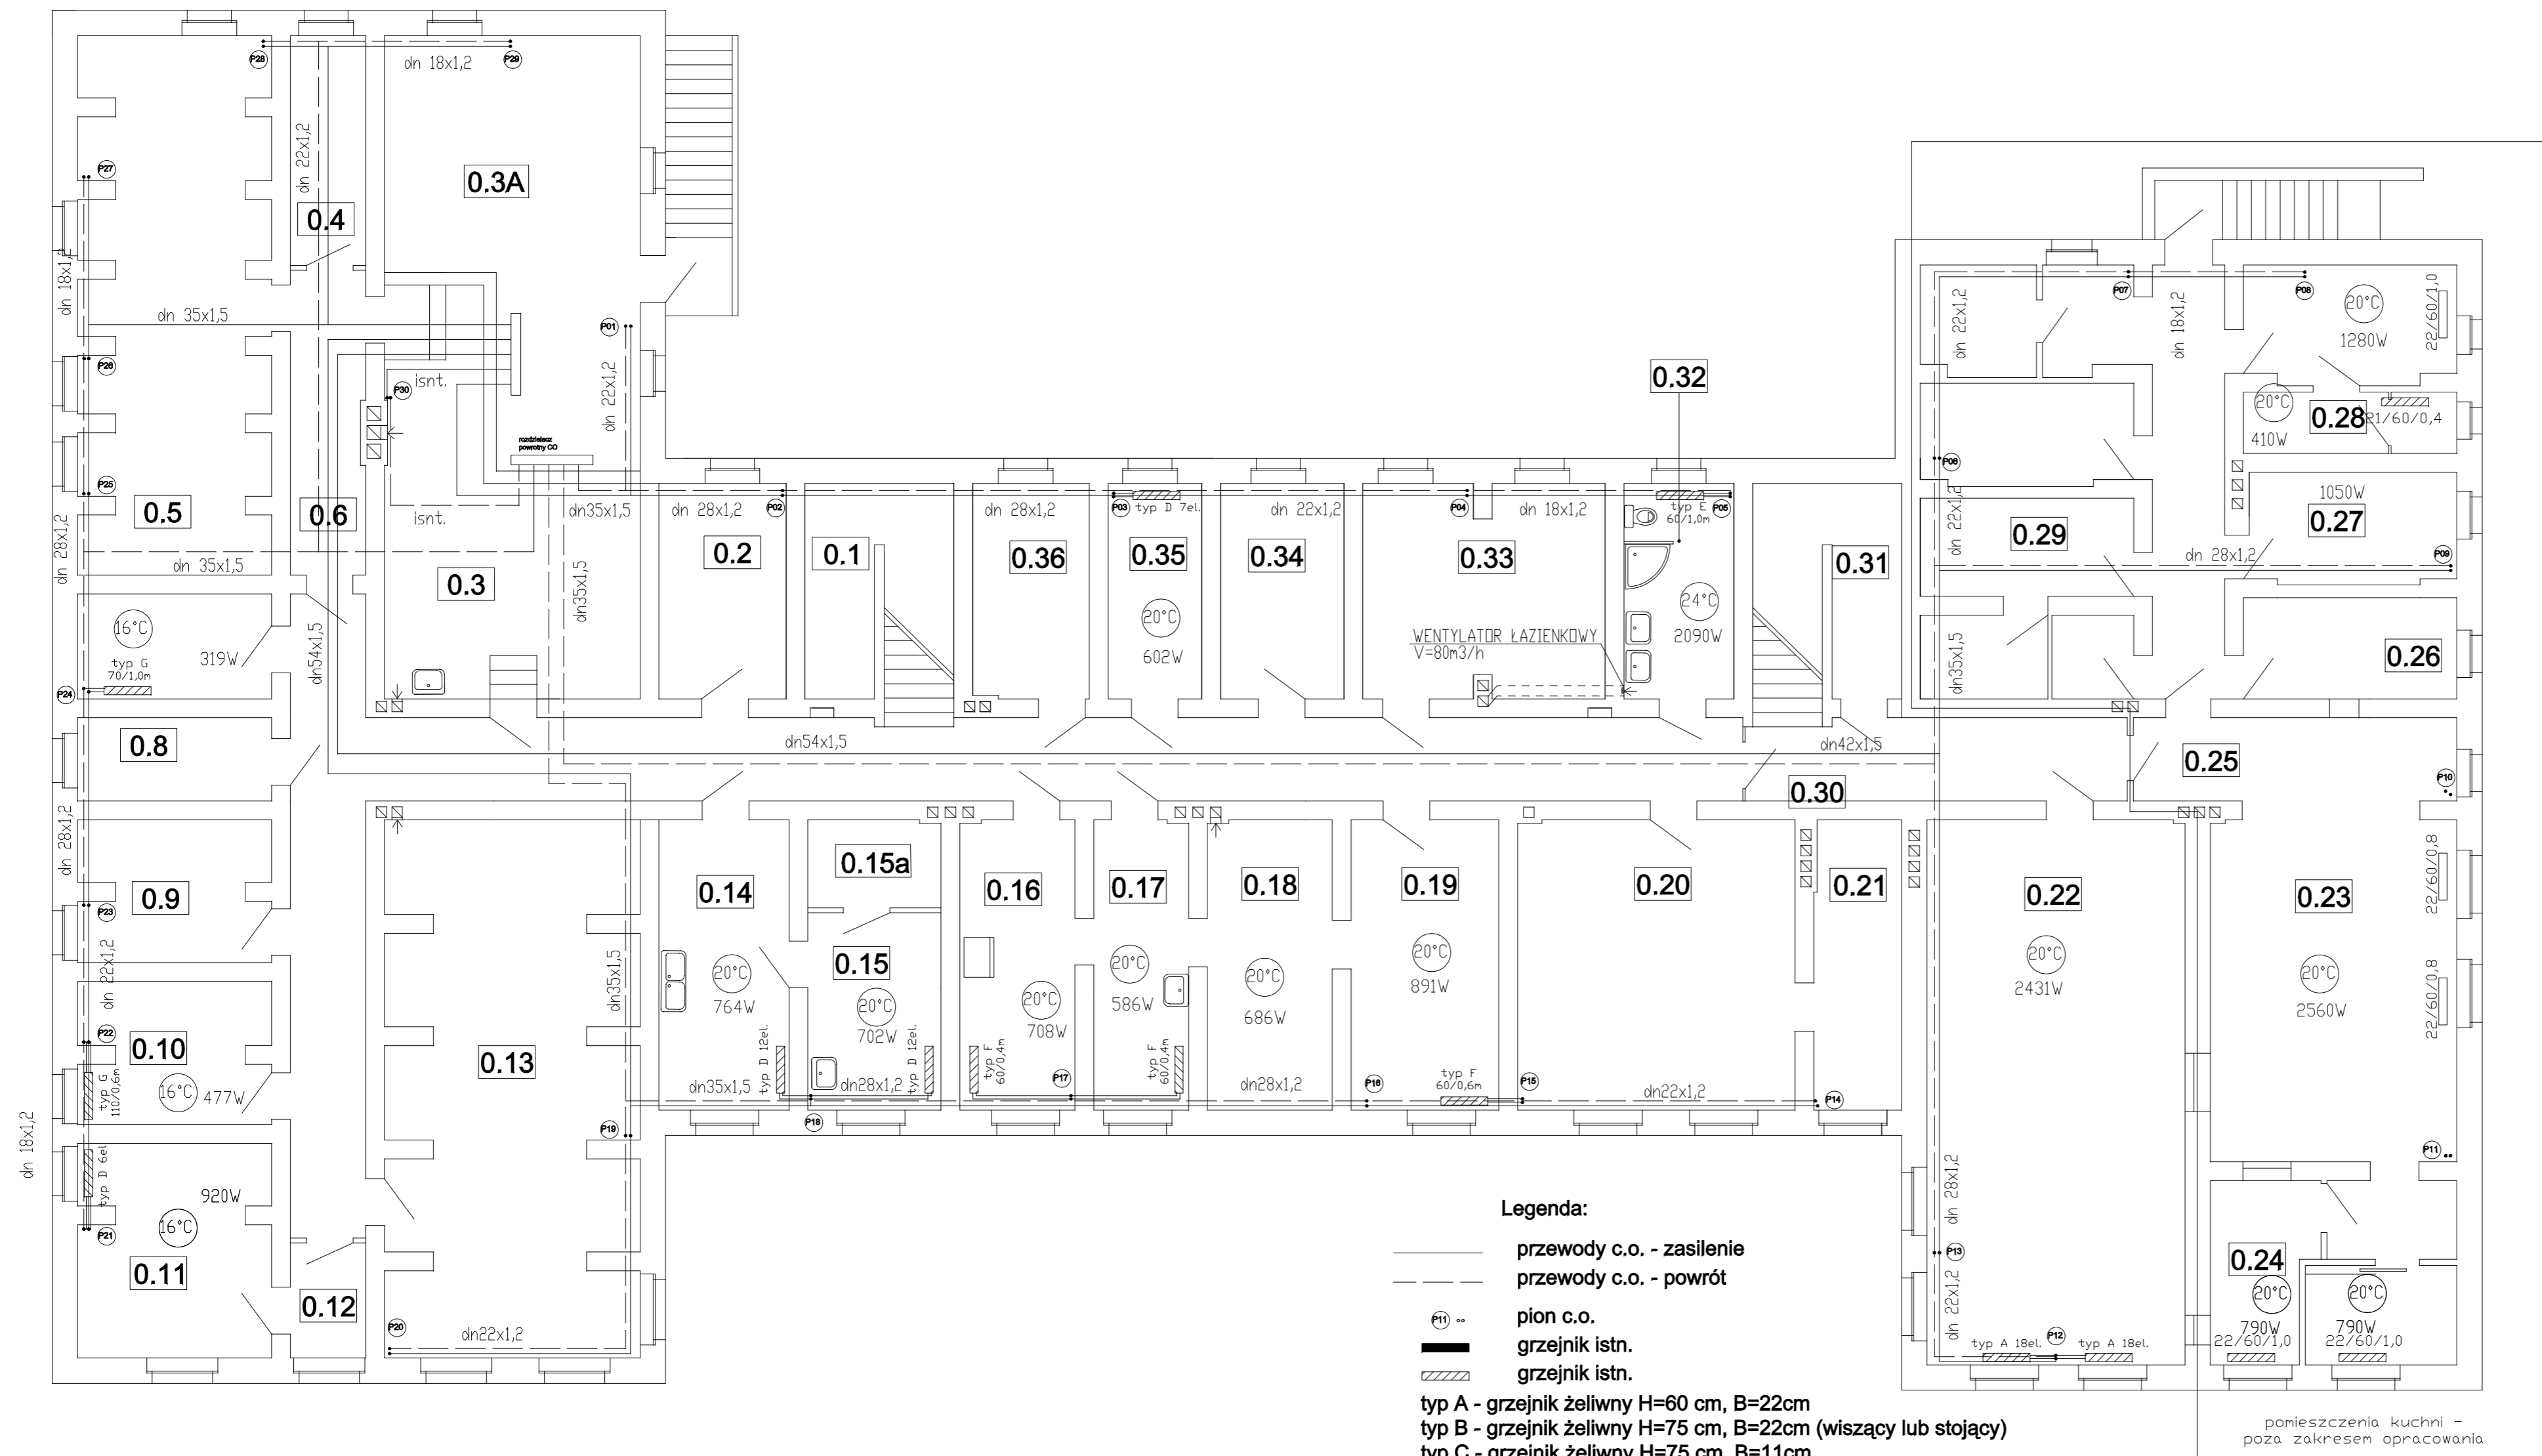 P28
dn 18x1,2
P29
dn 22x1,2
P27
0.3A
0.4
dn 18x1,2
dn 35x1,5
P01
P26
isnt.
P30
dn 22x1,2
rozdzielacz
powrotny CO
P25
0.5
0.6
isnt.
dn35x1,5
dn 28x1,2
P02
dn 28x1,2
P03
typ D 7el.
dn 22x1,2
P04
dn 18x1,2
typ E
60/1,0m
P05
0.32
dn 28x1,2
dn 35x1,5
0.3
dn35x1,5
0.2
0.1
0.36
0.35
0.34
0.33
0.31
20°C
602W
24°C
2090W
WENTYLATOR ŁAZIENKOWY
V=80m3/h
16°C
319W
typ G
70/1,0m
P24
dn54x1,5
0.8
dn54x1,5
dn42x1,5
0.30
dn 22x1,2
P07
dn 18x1,2
P08
20°C
1280W
22/60/1,0
20°C
410W
0.28
21/60/0,4
P06
dn 22x1,2
0.29
1050W
0.27
dn 28x1,2
P09
dn35x1,5
0.26
0.25
P10
dn 28x1,2
0.9
P23
dn 22x1,2
P22
0.10
typ G
110/0,6m
16°C
477W
dn 18x1,2
typ D 6el
920W
16°C
P21
0.11
0.12
0.13
dn35x1,5
P19
P20
dn22x1,2
0.14
20°C
764W
typ D 12el.
dn35x1,5
0.15a
0.15
20°C
702W
typ D 12el.
dn28x1,2
P18
0.16
20°C
708W
typ F
60/0,4m
P17
0.17
20°C
586W
typ F
60/0,4m
0.18
20°C
686W
dn28x1,2
P16
0.19
20°C
891W
typ F
60/0,6m
P15
0.20
dn22x1,2
P14
0.21
0.22
20°C
2431W
0.23
20°C
2560W
22/60/0,8
22/60/0,8
P11
dn 28x1,2
P13
dn 22x1,2
typ A 18el.
P12
typ A 18el.
0.24
20°C
790W
22/60/1,0
20°C
790W
22/60/1,0
Legenda:
przewody c.o. - zasilenie
przewody c.o. - powrót
P11
pion c.o.
grzejnik istn.
grzejnik istn.
typ A - grzejnik żeliwny H=60 cm, B=22cm
typ B - grzejnik żeliwny H=75 cm, B=22cm (wiszący lub stojący)
typ C - grzejnik żeliwny H=75 cm, B=11cm
pomieszczenia kuchni -
poza zakresem opracowania